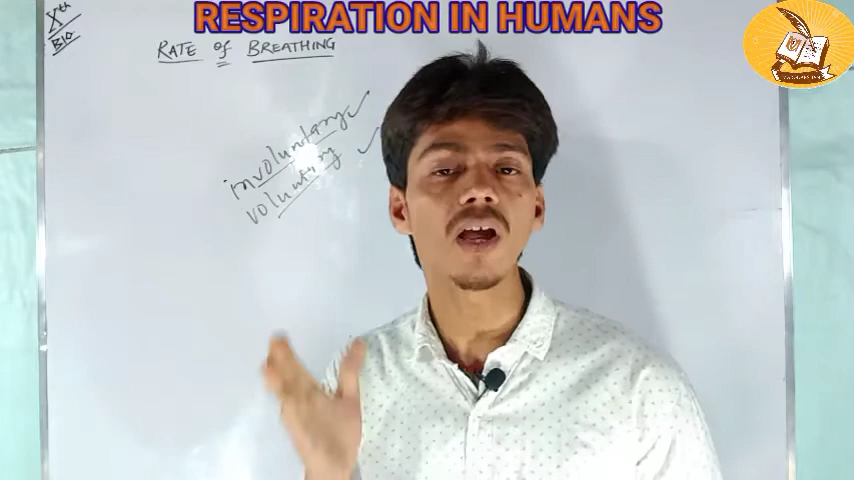 RESPIRATION IN HUMANS
Xth
BIO
RATE of BREATHING
involuntary
voluntary